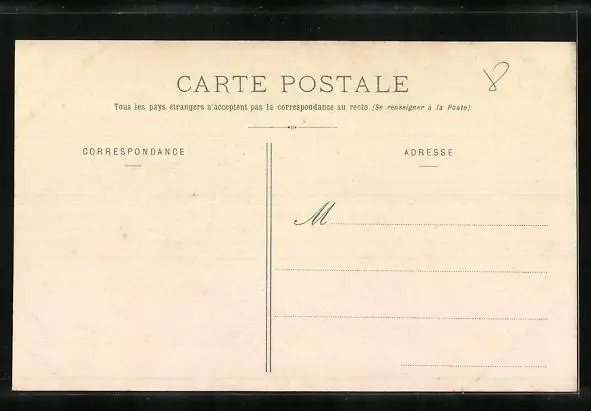 CARTE POSTALE
8
Tous les pays étrangers n'acceptent pas la correspondance au recto (Se renseigner à la Poste)
CORRESPONDANCE
ADRESSE
M